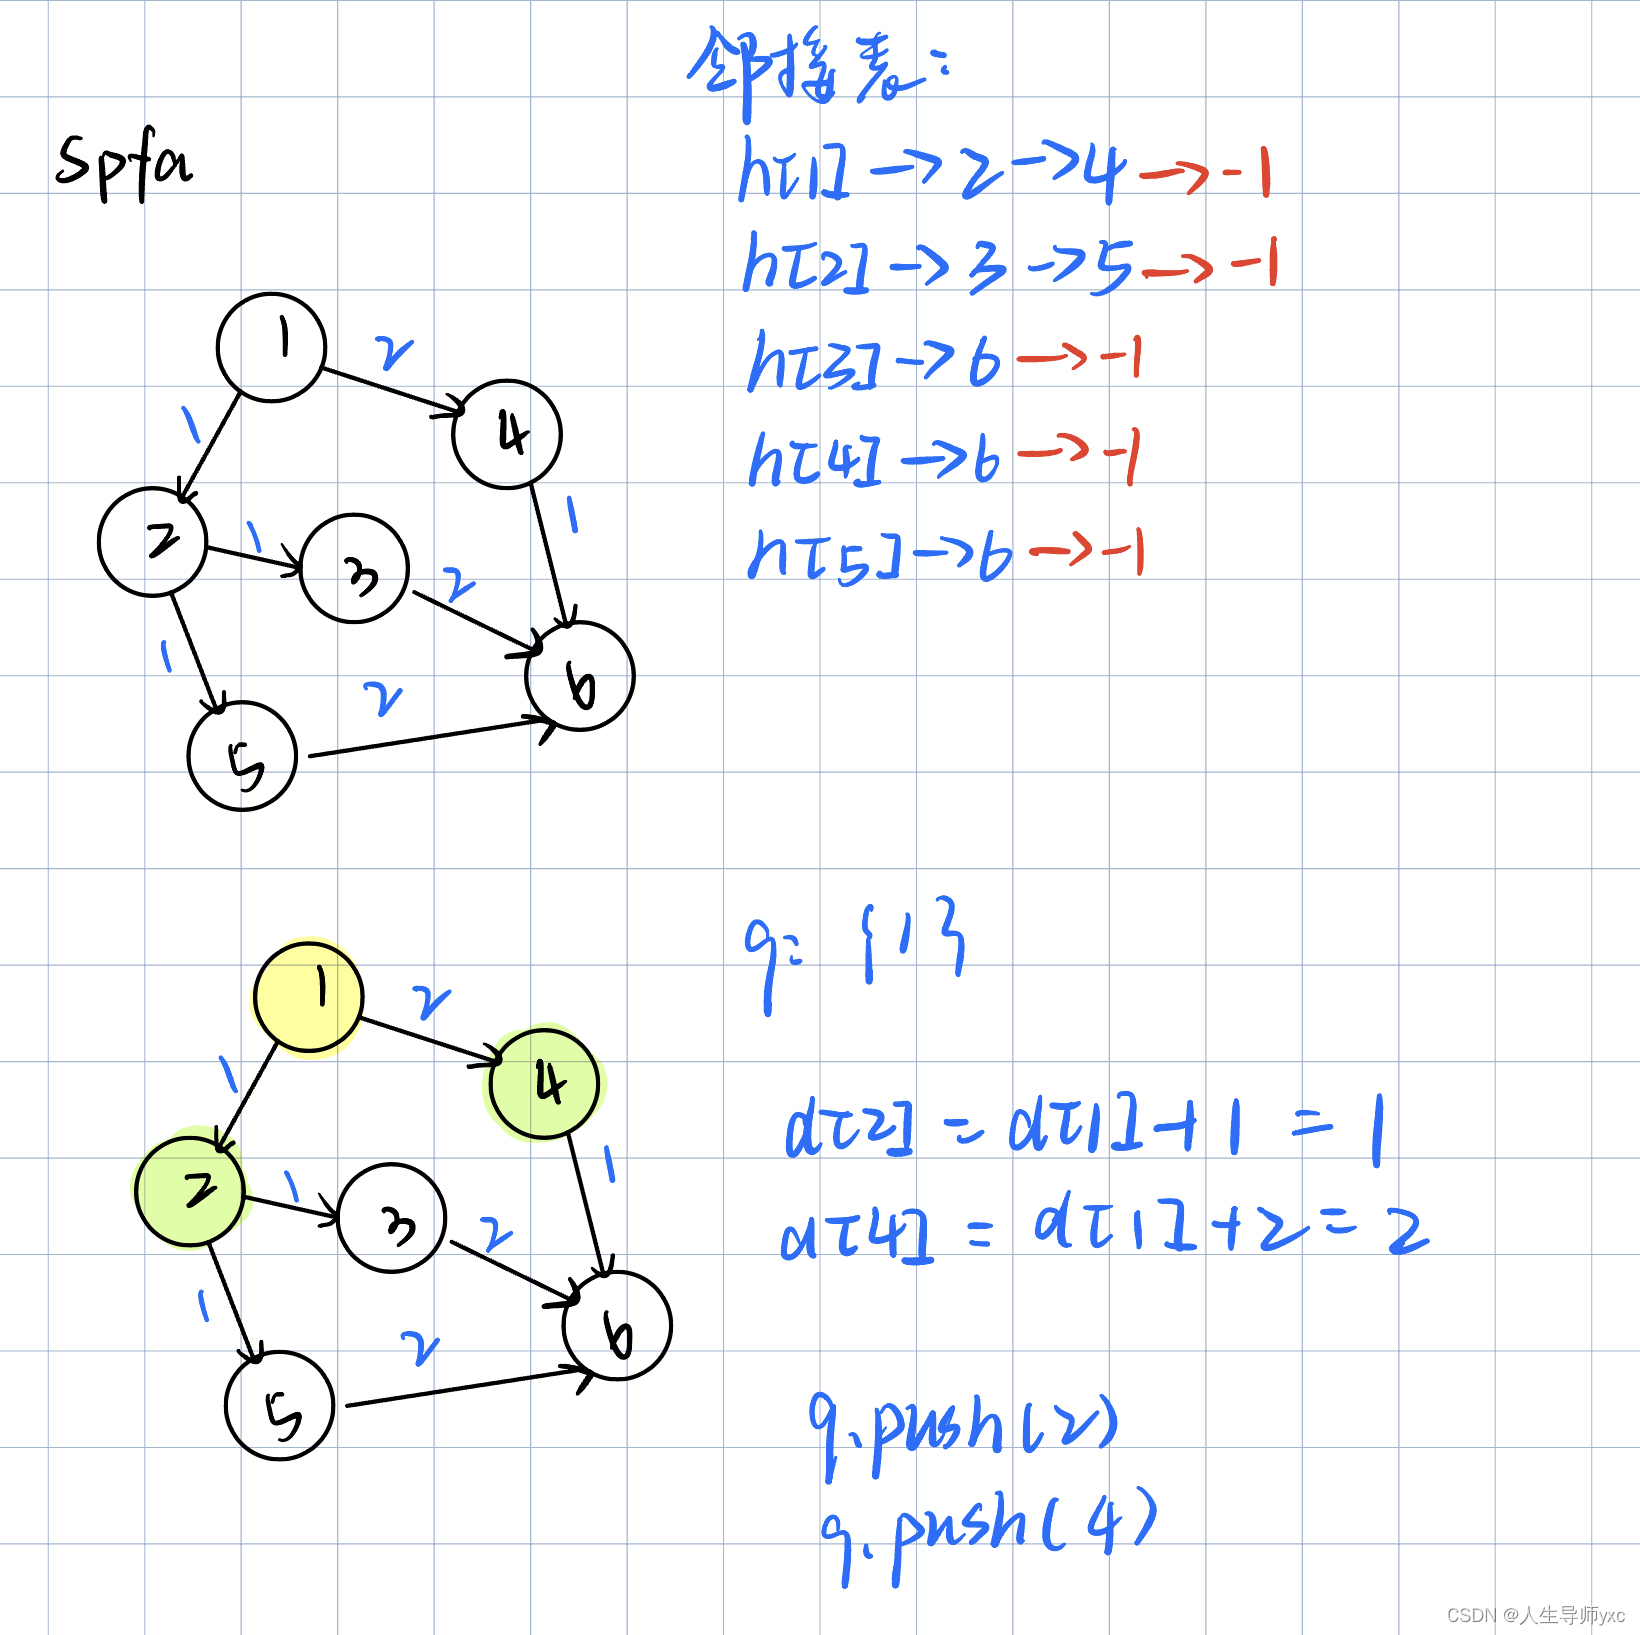 邻接表:
spfa
h[1] -> 2 -> 4 -> -1
h[2] -> 3 -> 5 -> -1
h[3] -> 6 -> -1
h[4] -> 6 -> -1
h[5] -> 6 -> -1
1
2
4
1
2
1
3
2
1
1
6
2
5
q: {1}
1
2
4
1
d[2] = d[1]+1 = 1
2
1
3
2
1
d[4] = d[1]+2 = 2
1
6
2
5
q.push(2)
q.push(4)
CSDN @人生导师yxc